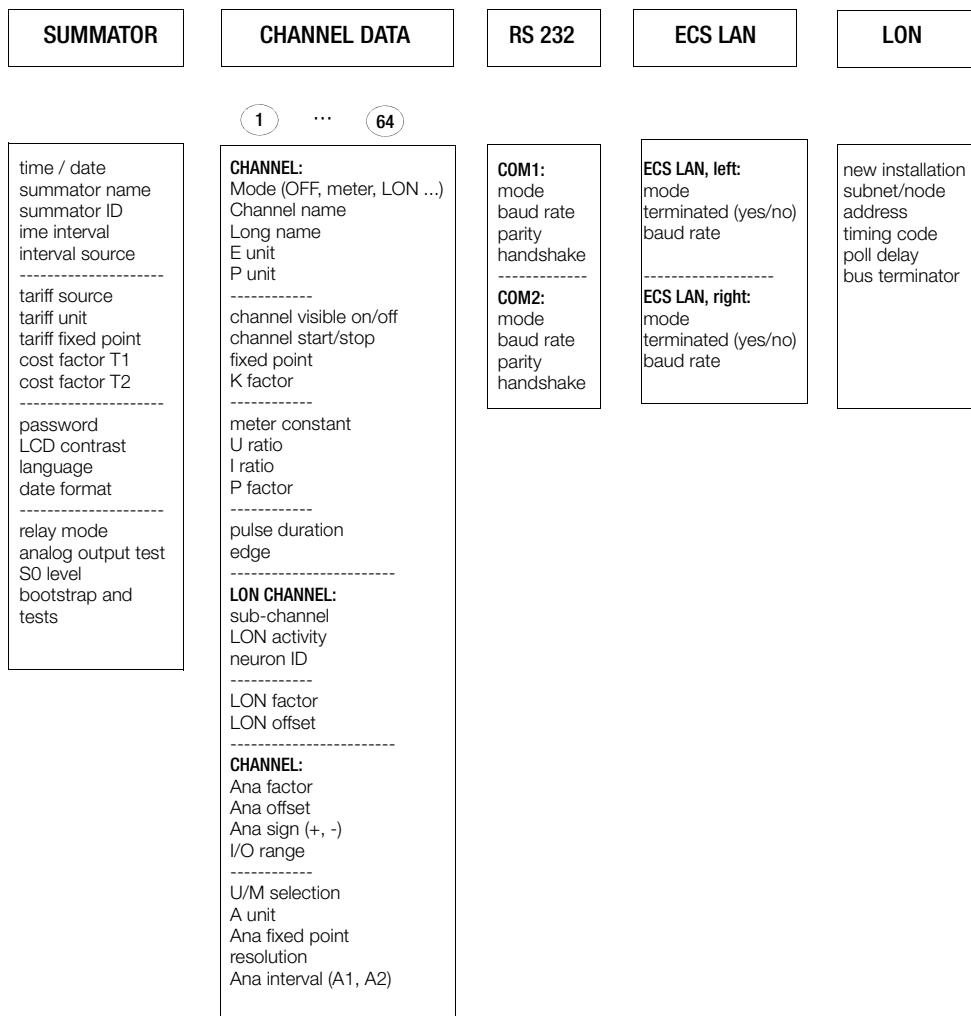 SUMMATOR
CHANNEL DATA
RS 232
ECS LAN
LON
1 ... 64
time / date
summator name
summator ID
ime interval
interval source
---------------------
tariff source
tariff unit
tariff fixed point
cost factor T1
cost factor T2
---------------------
password
LCD contrast
language
date format
---------------------
relay mode
analog output test
S0 level
bootstrap and
tests
CHANNEL:
Mode (OFF, meter, LON ...)
Channel name
Long name
E unit
P unit
------------
channel visible on/off
channel start/stop
fixed point
K factor
------------
meter constant
U ratio
I ratio
P factor
------------
pulse duration
edge
------------------------
LON CHANNEL:
sub-channel
LON activity
neuron ID
------------
LON factor
LON offset
------------------------
CHANNEL:
Ana factor
Ana offset
Ana sign (+, -)
I/O range
------------
U/M selection
A unit
Ana fixed point
resolution
Ana interval (A1, A2)
COM1:
mode
baud rate
parity
handshake
-------------
COM2:
mode
baud rate
parity
handshake
ECS LAN, left:
mode
terminated (yes/no)
baud rate
-------------------
ECS LAN, right:
mode
terminated (yes/no)
baud rate
new installation
subnet/node
address
timing code
poll delay
bus terminator